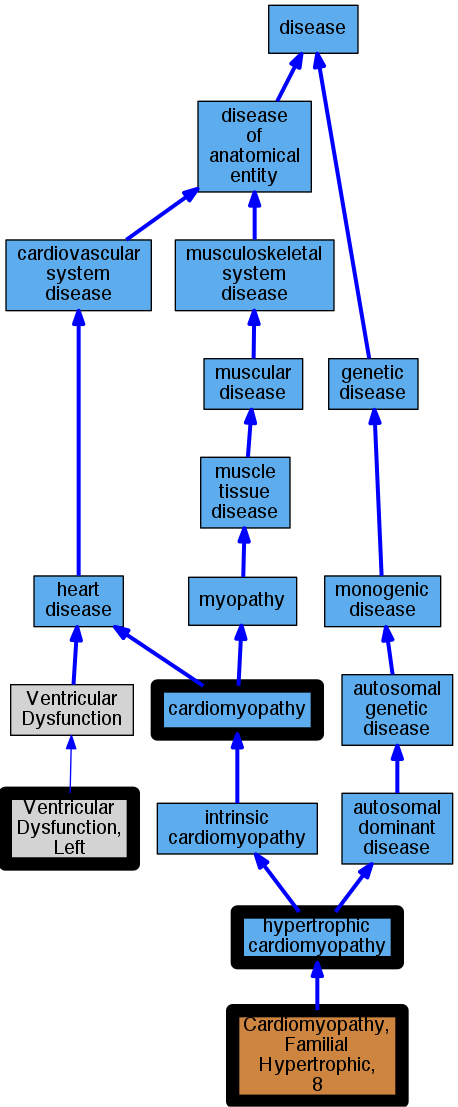 disease
disease
of
anatomical
entity
cardiovascular
system
disease
musculoskeletal
system
disease
muscular
disease
genetic
disease
muscle
tissue
disease
heart
disease
myopathy
monogenic
disease
Ventricular
Dysfunction
cardiomyopathy
autosomal
genetic
disease
Ventricular
Dysfunction,
Left
intrinsic
cardiomyopathy
autosomal
dominant
disease
hypertrophic
cardiomyopathy
Cardiomyopathy,
Familial
Hypertrophic,
8